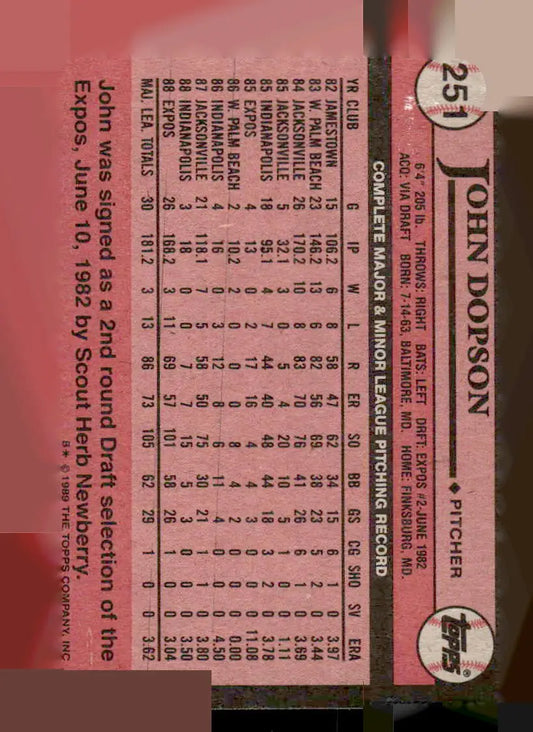 251
JOHN DOPSON ♦ PITCHER
topps®
6'4" 205 lb. THROWS: RIGHT BATS: LEFT DRFT: EXPOS #2-JUNE 1982
ACQ: VIA DRAFT BORN: 7-14-63, BALTIMORE, MD. HOME: FINKSBURG, MD.
COMPLETE MAJOR & MINOR LEAGUE PITCHING RECORD
YR CLUB G IP W L R ER SO BB GS CG SHO SV ERA
82 JAMESTOWN 15 106.2 6 8 58 47 62 34 15 6 1 0 3.97
83 W. PALM BEACH 23 146.2 13 6 82 56 69 38 23 5 2 0 3.44
84 JACKSONVILLE 26 170.2 10 8 83 70 76 41 26 6 1 0 3.69
85 JACKSONVILLE 5 32.1 3 0 5 4 20 10 5 1 0 0 1.11
85 INDIANAPOLIS 18 95.1 4 7 44 40 48 44 18 3 2 0 3.78
85 EXPOS 4 13 0 2 17 16 4 4 3 0 0 0 11.08
86 W. PALM BEACH 2 10.2 0 0 2 0 8 4 2 0 0 0 0.00
86 INDIANAPOLIS 4 16 0 3 12 8 6 11 4 0 0 0 4.50
87 JACKSONVILLE 21 118.1 7 5 58 50 75 30 21 1 1 0 3.80
88 INDIANAPOLIS 3 18 0 3 7 7 15 5 3 0 0 0 3.50
88 EXPOS 26 168.2 3 11 69 57 101 58 26 1 0 0 3.04
MAJ. LEA. TOTALS 30 181.2 3 13 86 73 105 62 29 1 0 0 3.62
John was signed as a 2nd round Draft selection of the
Expos, June 10, 1982 by Scout Herb Newberry.
B* © 1989 THE TOPPS COMPANY, INC